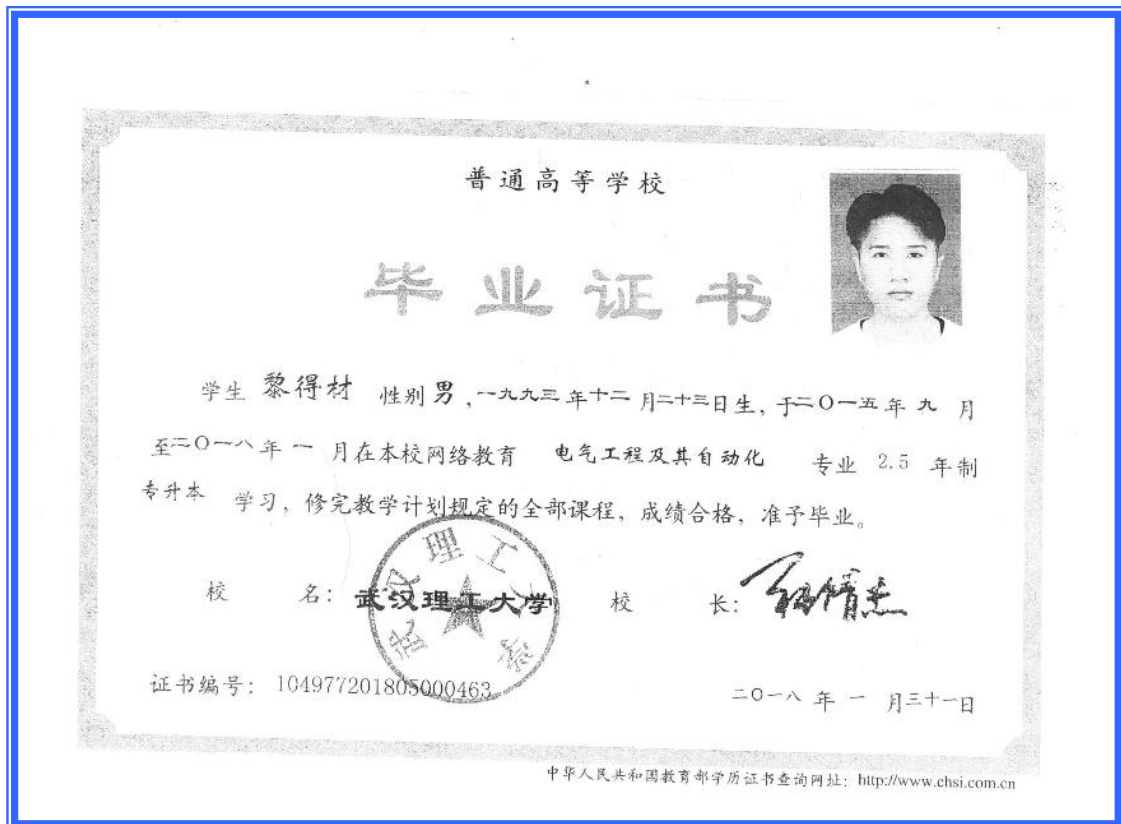 普通高等学校
毕业证书
学生 黎得材 性别 男，一九九三年十二月二十三日生，于二〇一五年九月
至二〇一八年一月在本校网络教育 电气工程及其自动化 专业 2.5 年制
专升本 学习，修完教学计划规定的全部课程，成绩合格，准予毕业。
校 名：武汉理工大学 校 长：
武汉理工大学
证书编号：104977201805000463
二〇一八年一月三十一日
中华人民共和国教育部学历证书查询网址：http://www.chsi.com.cn